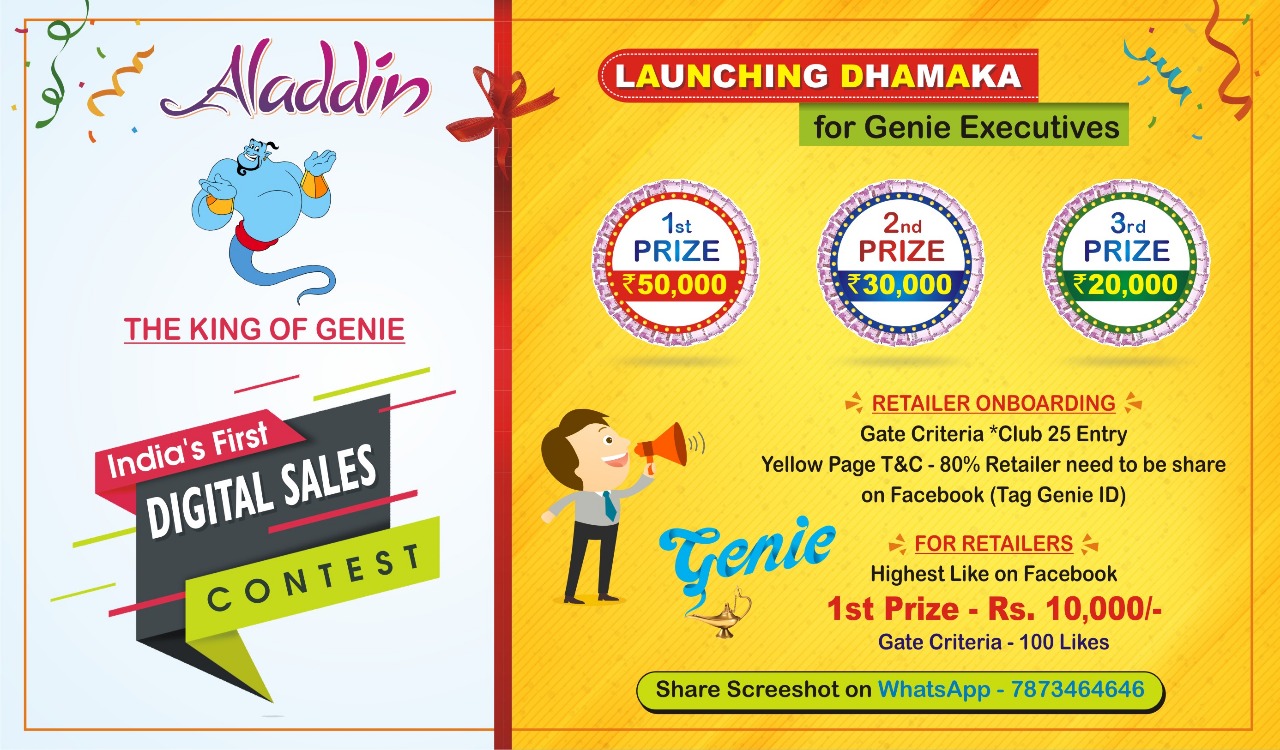 Aladdin
THE KING OF GENIE
India's First
DIGITAL SALES
CONTEST
LAUNCHING DHAMAKA
for Genie Executives
1st
PRIZE
₹50,000
2nd
PRIZE
₹30,000
3rd
PRIZE
₹20,000
RETAILER ONBOARDING
Gate Criteria *Club 25 Entry
Yellow Page T&C - 80% Retailer need to be share
on Facebook (Tag Genie ID)
Genie
FOR RETAILERS
Highest Like on Facebook
1st Prize - Rs. 10,000/-
Gate Criteria - 100 Likes
Share Screeshot on WhatsApp - 7873464646